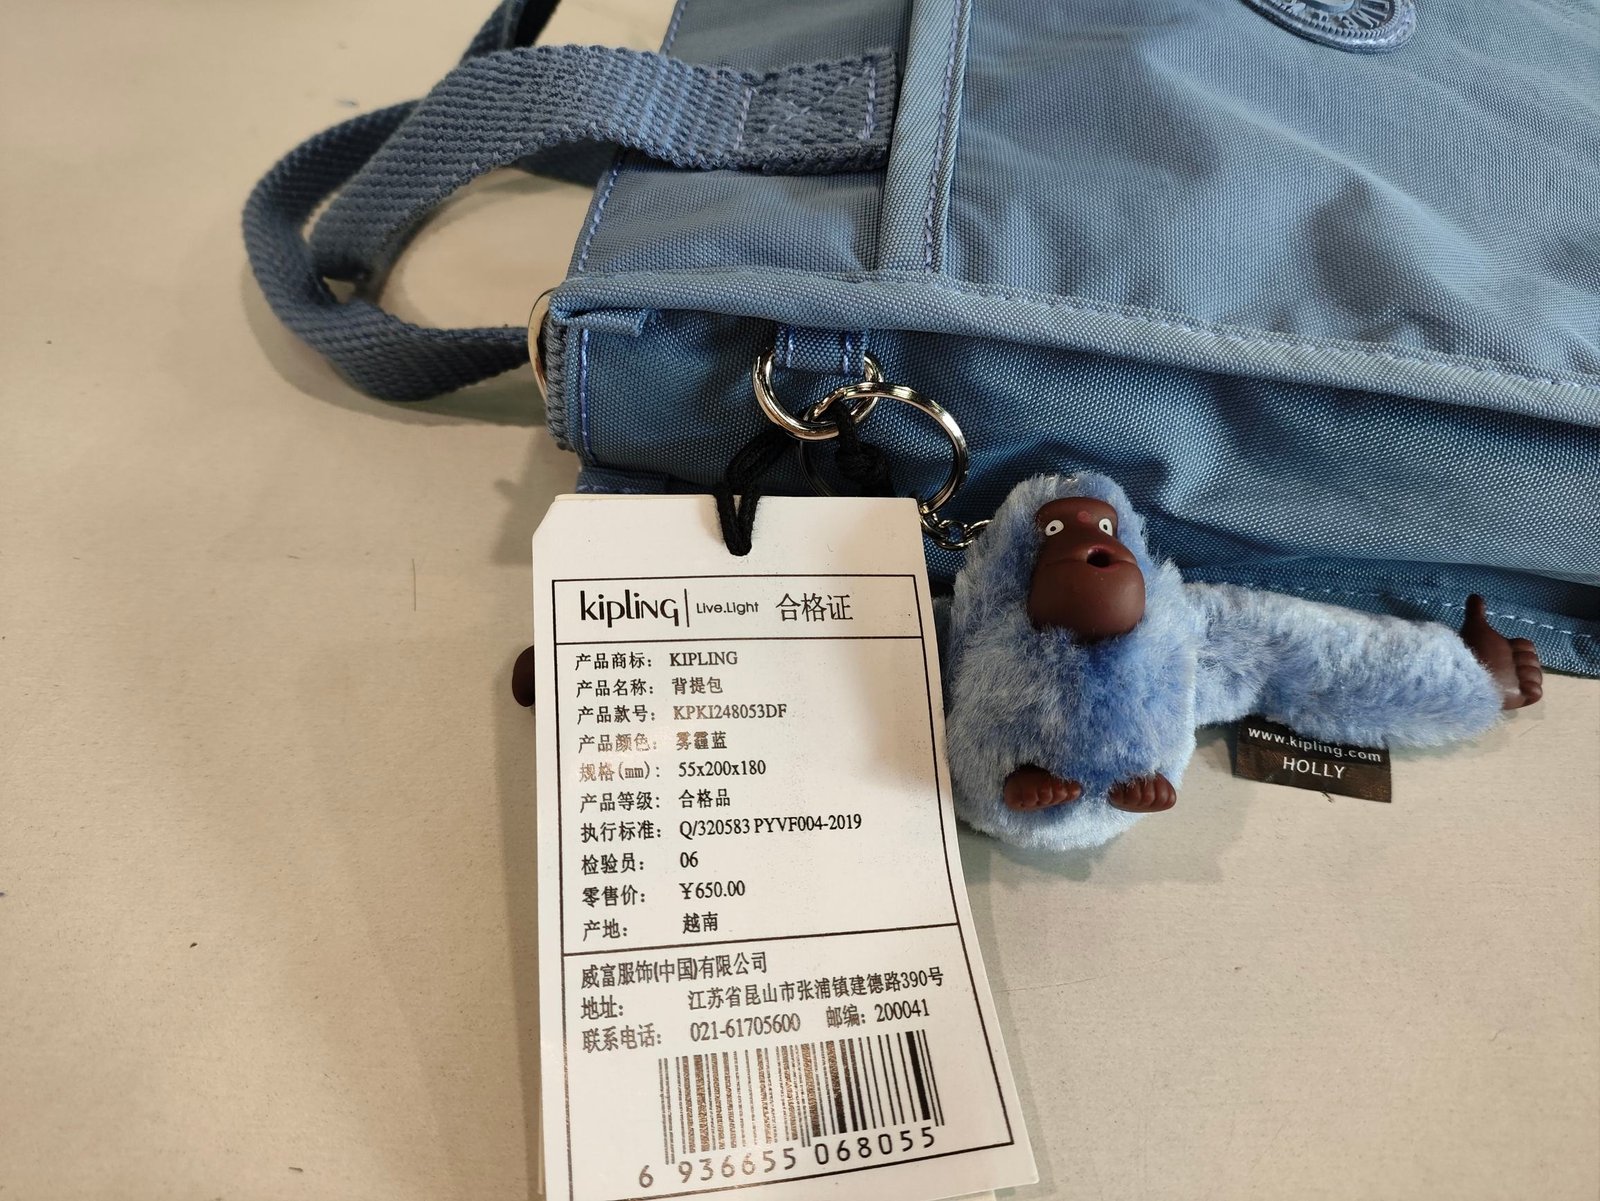 kipling Live.Light 合格证
产品商标: KIPLING
产品名称: 背提包
产品款号: KPKI248053DF
产品颜色: 雾霾蓝
规格(mm): 55x200x180
产品等级: 合格品
执行标准: Q/320583 PYVF004-2019
检验员: 06
零售价: ¥650.00
产地: 越南
威富服饰(中国)有限公司
地址: 江苏省昆山市张浦镇建德路390号
联系电话: 021-61705600 邮编: 200041
6 936655 068055
www.kipling.com
HOLLY